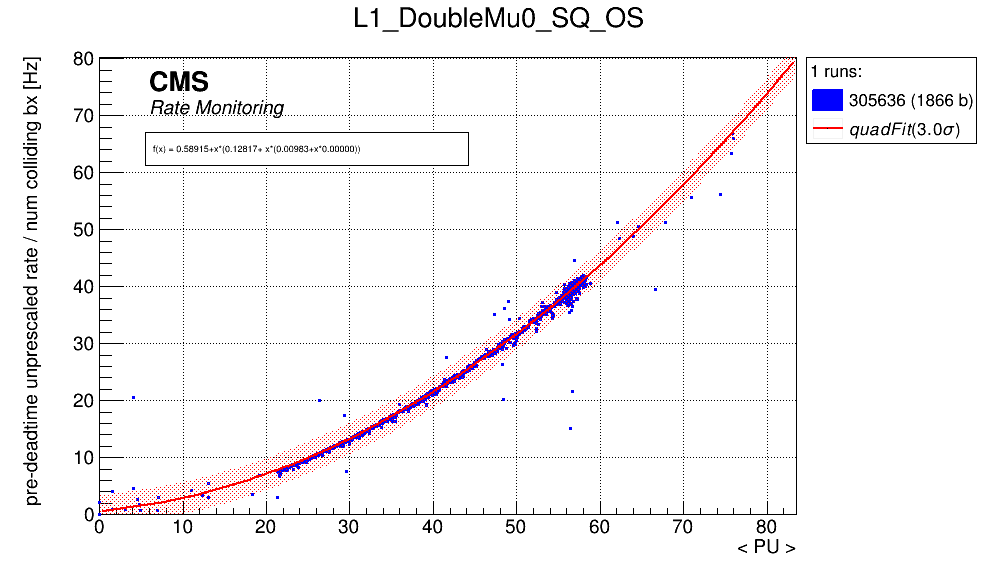 L1_DoubleMu0_SQ_OS
pre-deadtime unprescaled rate / num colliding bx [Hz]
80
70
60
50
40
30
20
10
0
CMS
Rate Monitoring
f(x) = 0.58915+x*(0.12817+ x*(0.00983+x*0.00000))
1 runs:
305636 (1866 b)
quadFit(3.0σ)
0 10 20 30 40 50 60 70 80
< PU >